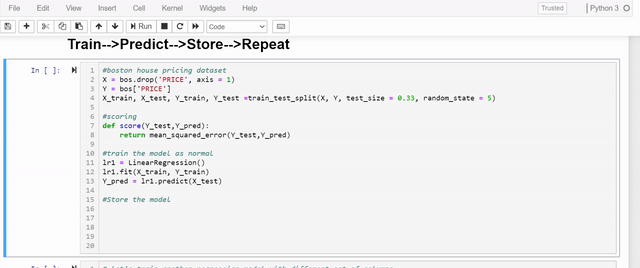 File Edit View Insert Cell Kernel Widgets Help Trusted Python 3
Run Code
Train-->Predict-->Store-->Repeat
In [ ]:
1 #boston house pricing dataset
2 X = bos.drop('PRICE', axis = 1)
3 Y = bos['PRICE']
4 X_train, X_test, Y_train, Y_test =train_test_split(X, Y, test_size = 0.33, random_state = 5)
5
6 #scoring
7 def score(Y_test,Y_pred):
8 return mean_squared_error(Y_test,Y_pred)
9
10 #train the model as normal
11 lr1 = LinearRegression()
12 lr1.fit(X_train, Y_train)
13 Y_pred = lr1.predict(X_test)
14
15 #Store the model
16
17
18
19
20